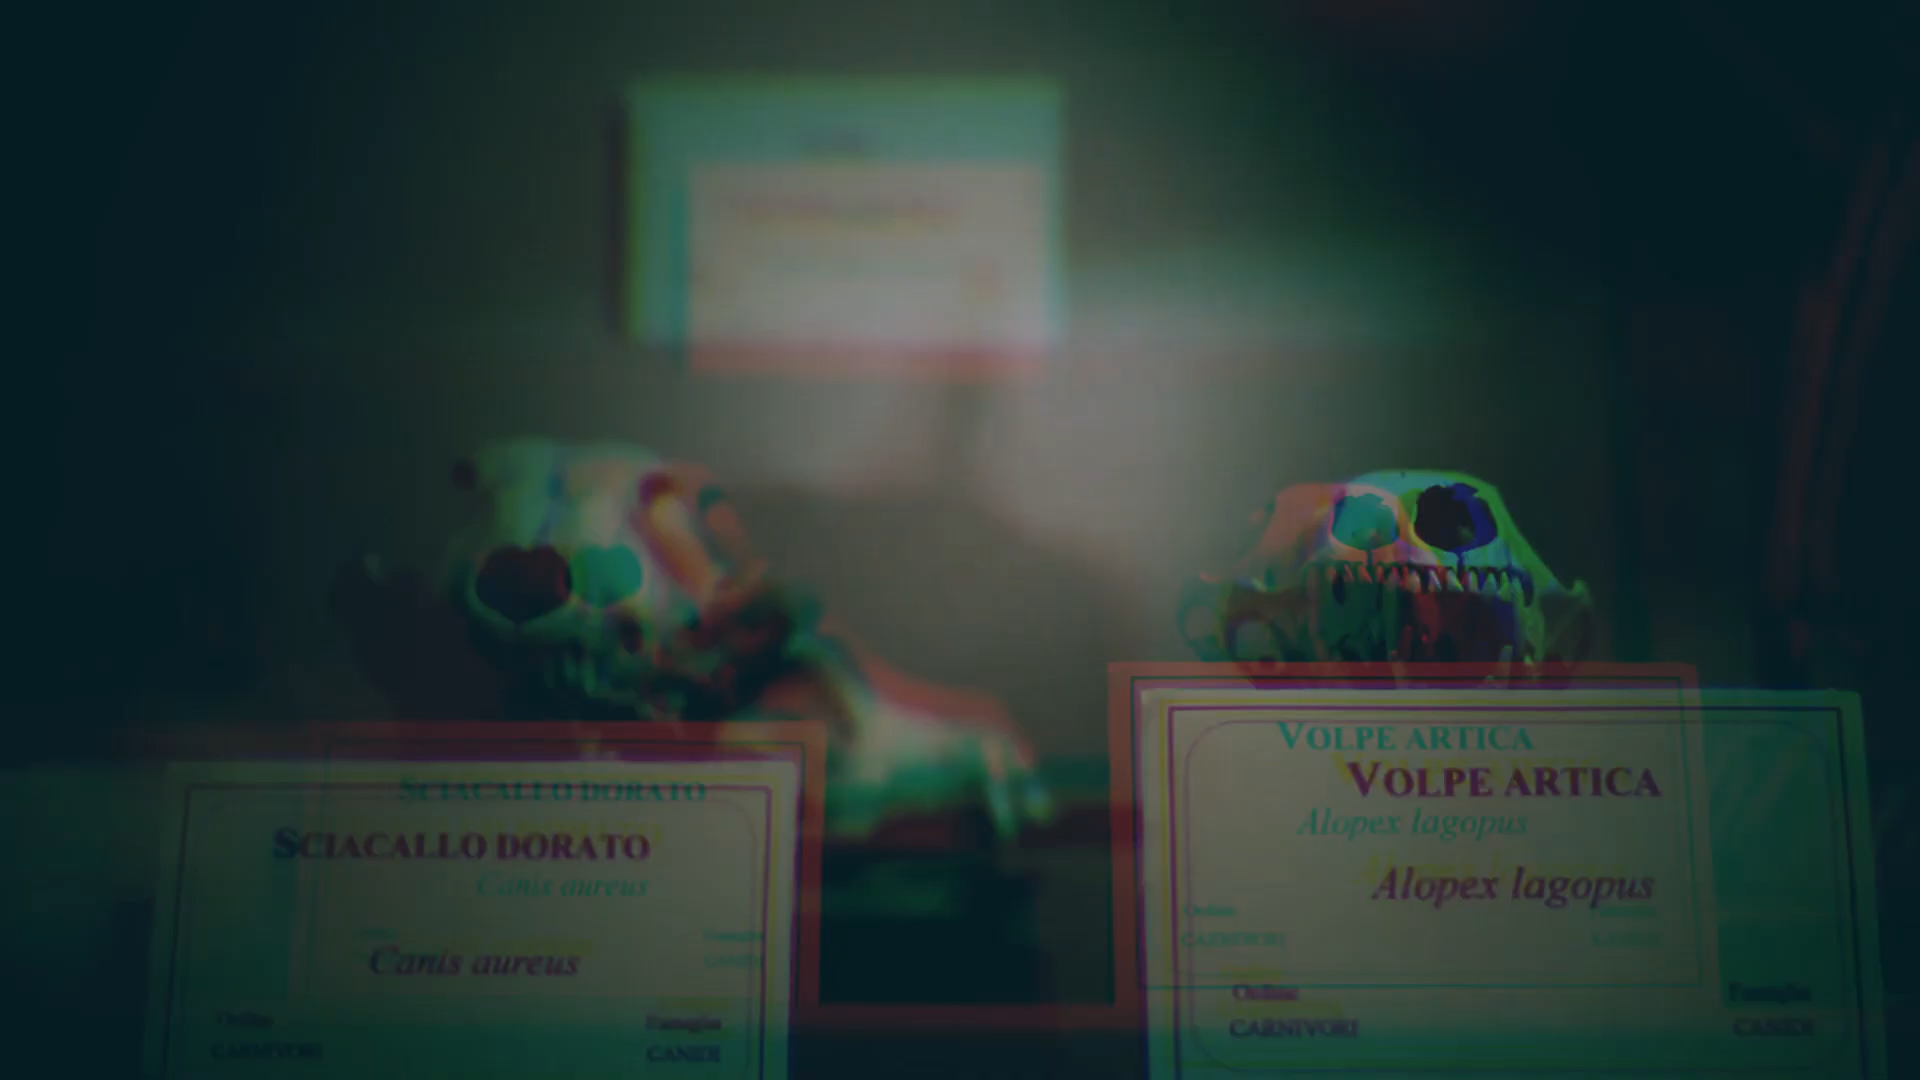 SCIACALLO DORATO
Canis aureus
Ordine
CARNIVORI
Famiglia
CANIDI
VOLPE ARTICA
Alopex lagopus
Ordine
CARNIVORI
Famiglia
CANIDI